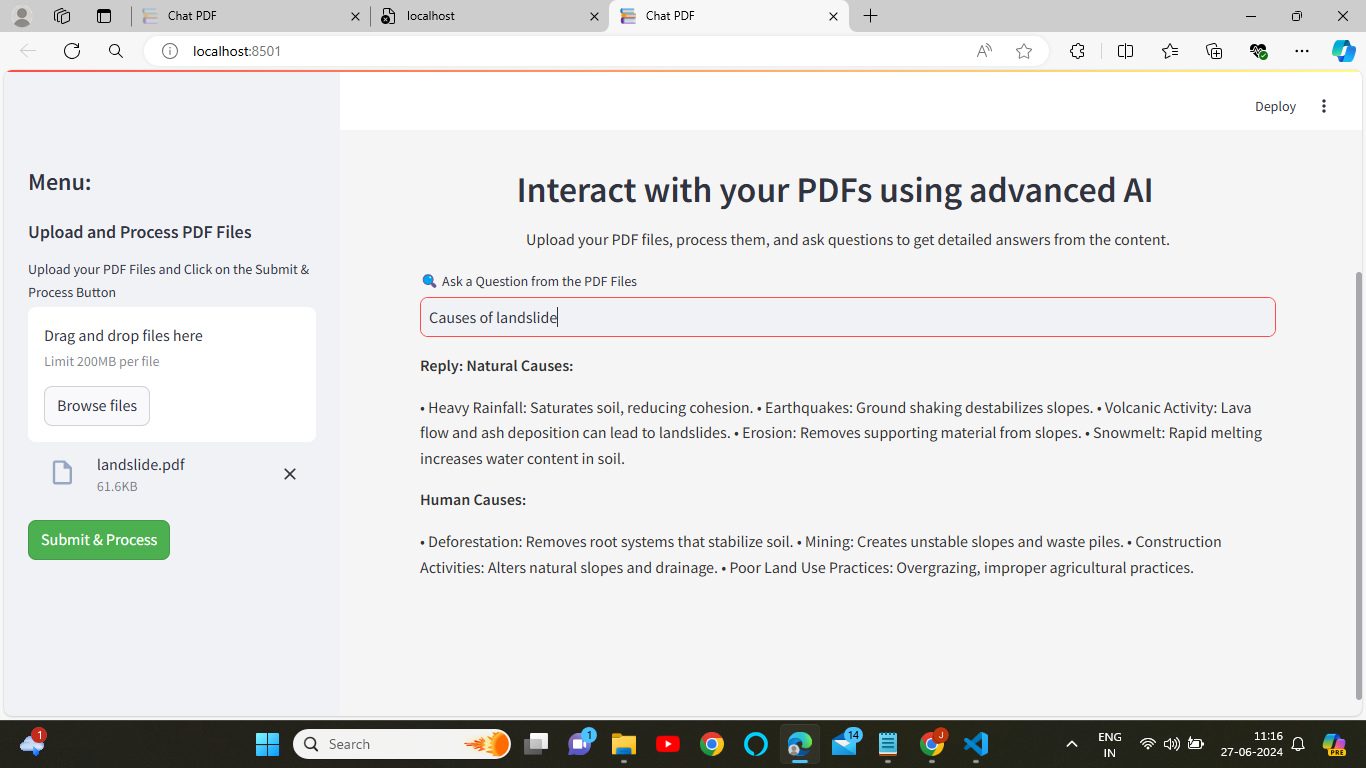 Chat PDF
localhost
Chat PDF
localhost:8501
Deploy
Menu:
Upload and Process PDF Files
Upload your PDF Files and Click on the Submit &
Process Button
Drag and drop files here
Limit 200MB per file
Browse files
landslide.pdf
61.6KB
Submit & Process
Interact with your PDFs using advanced AI
Upload your PDF files, process them, and ask questions to get detailed answers from the content.
Ask a Question from the PDF Files
Causes of landslide
Reply: Natural Causes:
• Heavy Rainfall: Saturates soil, reducing cohesion. • Earthquakes: Ground shaking destabilizes slopes. • Volcanic Activity: Lava
flow and ash deposition can lead to landslides. • Erosion: Removes supporting material from slopes. • Snowmelt: Rapid melting
increases water content in soil.
Human Causes:
• Deforestation: Removes root systems that stabilize soil. • Mining: Creates unstable slopes and waste piles. • Construction
Activities: Alters natural slopes and drainage. • Poor Land Use Practices: Overgrazing, improper agricultural practices.
1
Search
1
14
J
ENG
IN
11:16
27-06-2024
PRE